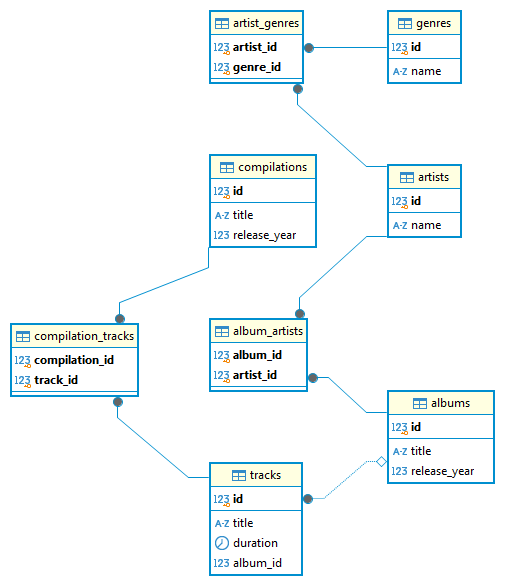 artist_genres
123 artist_id
123 genre_id
genres
123 id
A-Z name
compilations
123 id
A-Z title
123 release_year
artists
123 id
A-Z name
compilation_tracks
123 compilation_id
123 track_id
album_artists
123 album_id
123 artist_id
albums
123 id
A-Z title
123 release_year
tracks
123 id
A-Z title
duration
123 album_id